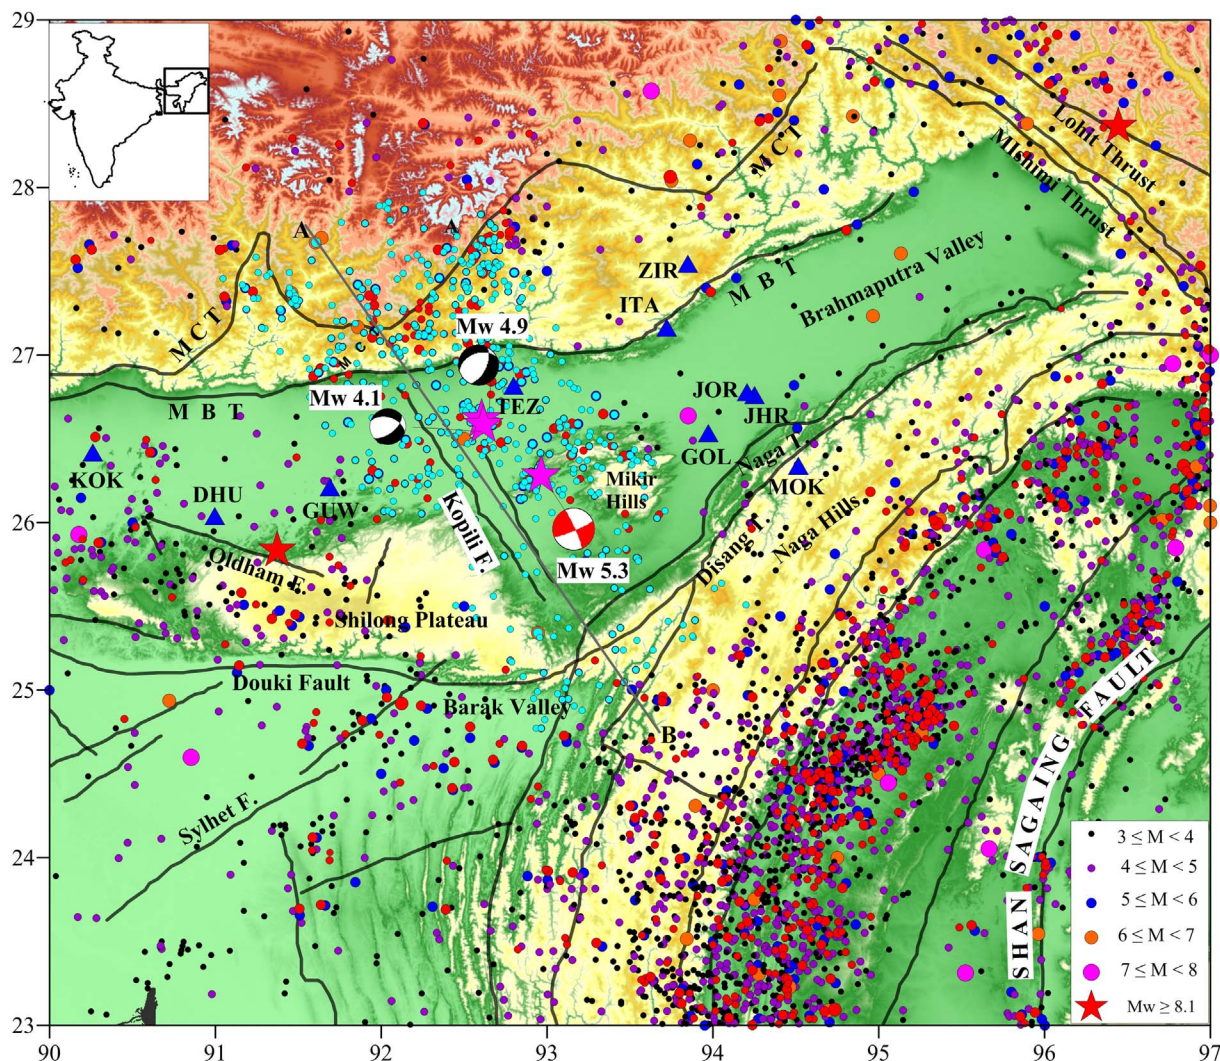 29
28
27
26
25
24
23
90
91
92
93
94
95
96
97
Lohit Thrust
MIshimi Thrust
MCT
A
A
ZIR
M B T
Brahmaputra Valley
ITA
MCT
M C
Mw 4.9
Mw 4.1
M B T
TEZ
JOR
JHR
GOL
Naga T.
MOK
KOK
DHU
GUW
Mikir
Hills
Kopili F.
Oldham F.
Mw 5.3
Disang T.
Naga Hills
Shilong Plateau
Douki Fault
Barak Valley
B
Sylhet F.
SHAN SAGAING FAULT
3 ≤ M < 4
4 ≤ M < 5
5 ≤ M < 6
6 ≤ M < 7
7 ≤ M < 8
Mw ≥ 8.1